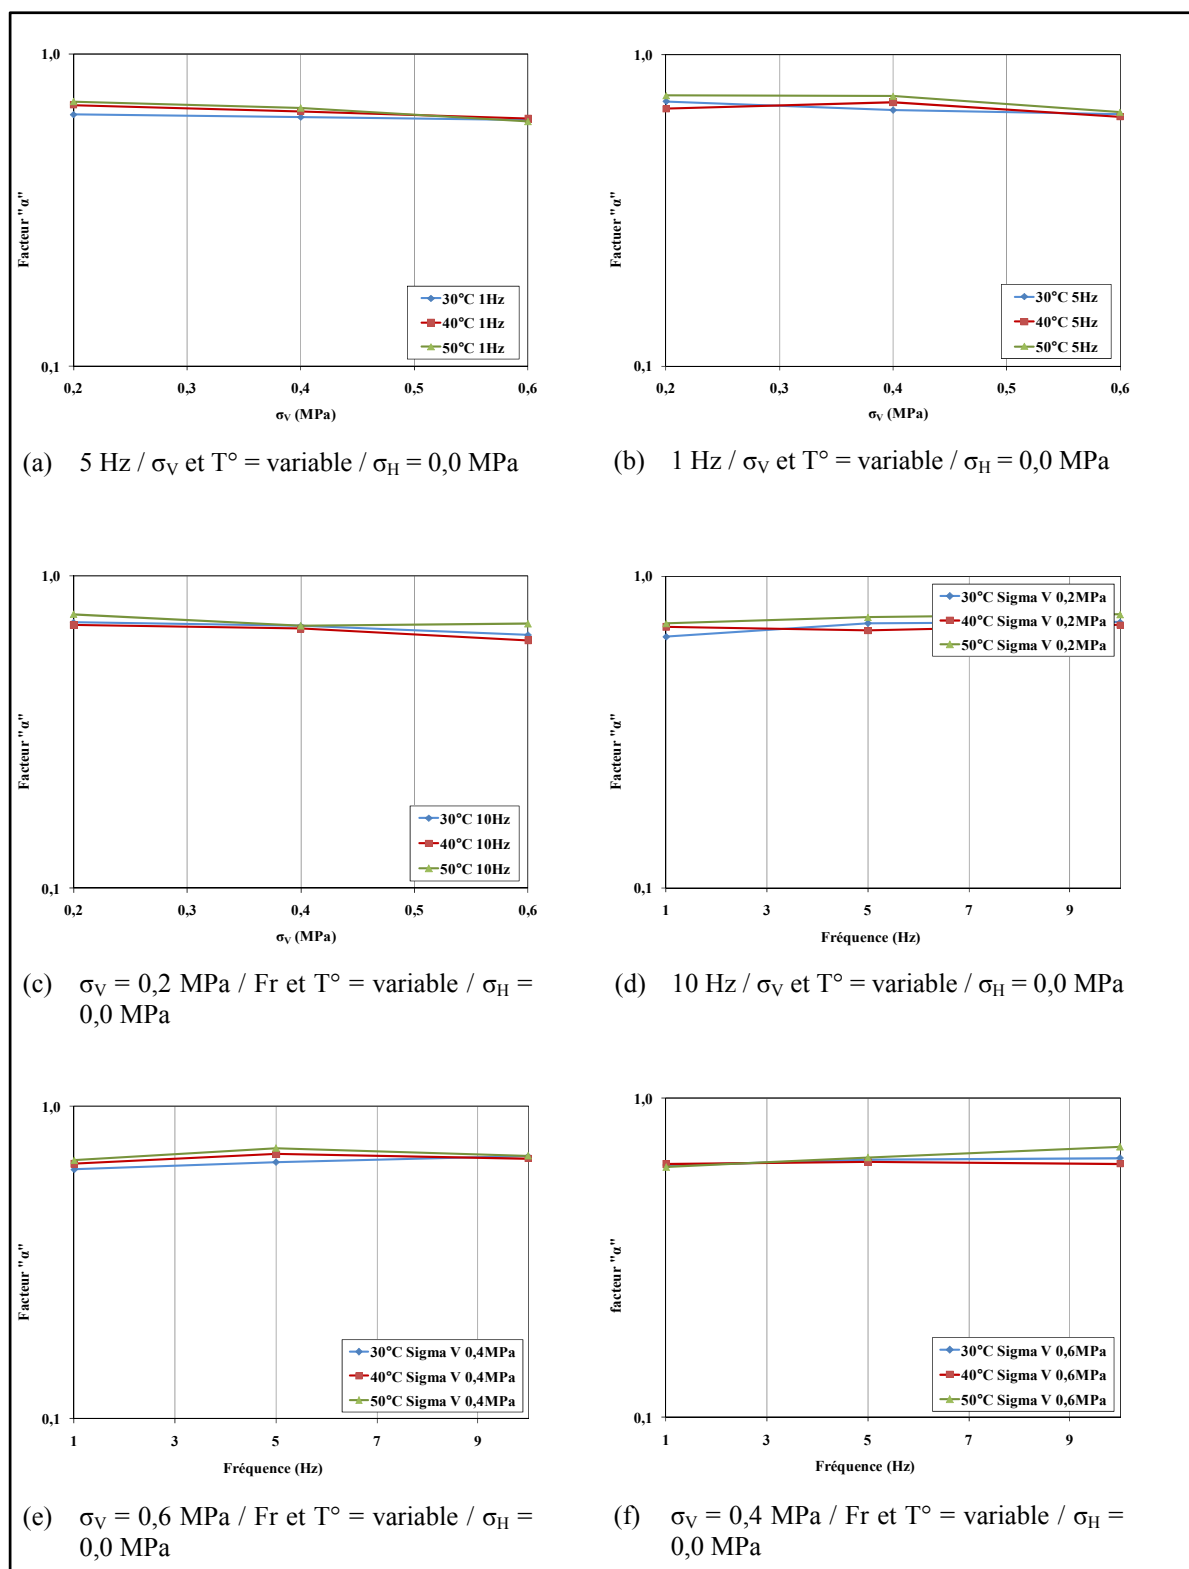 1,0
Facteur "α"
30°C 1Hz
40°C 1Hz
50°C 1Hz
0,1
0,2 0,3 0,4 0,5 0,6
σV (MPa)
(a) 5 Hz / σV et T° = variable / σH = 0,0 MPa
1,0
Factuer "α"
30°C 5Hz
40°C 5Hz
50°C 5Hz
0,1
0,2 0,3 0,4 0,5 0,6
σV (MPa)
(b) 1 Hz / σV et T° = variable / σH = 0,0 MPa
1,0
Facteur "α"
30°C 10Hz
40°C 10Hz
50°C 10Hz
0,1
0,2 0,3 0,4 0,5 0,6
σV (MPa)
(c) σV = 0,2 MPa / Fr et T° = variable / σH =
0,0 MPa
1,0
30°C Sigma V 0,2MPa
40°C Sigma V 0,2MPa
50°C Sigma V 0,2MPa
Facteur "α"
0,1
1 3 5 7 9
Fréquence (Hz)
(d) 10 Hz / σV et T° = variable / σH = 0,0 MPa
1,0
Facteur "α"
30°C Sigma V 0,4MPa
40°C Sigma V 0,4MPa
50°C Sigma V 0,4MPa
0,1
1 3 5 7 9
Fréquence (Hz)
(e) σV = 0,6 MPa / Fr et T° = variable / σH =
0,0 MPa
1,0
facteur "α"
30°C Sigma V 0,6MPa
40°C Sigma V 0,6MPa
50°C Sigma V 0,6MPa
0,1
1 3 5 7 9
Fréquence (Hz)
(f) σV = 0,4 MPa / Fr et T° = variable / σH =
0,0 MPa